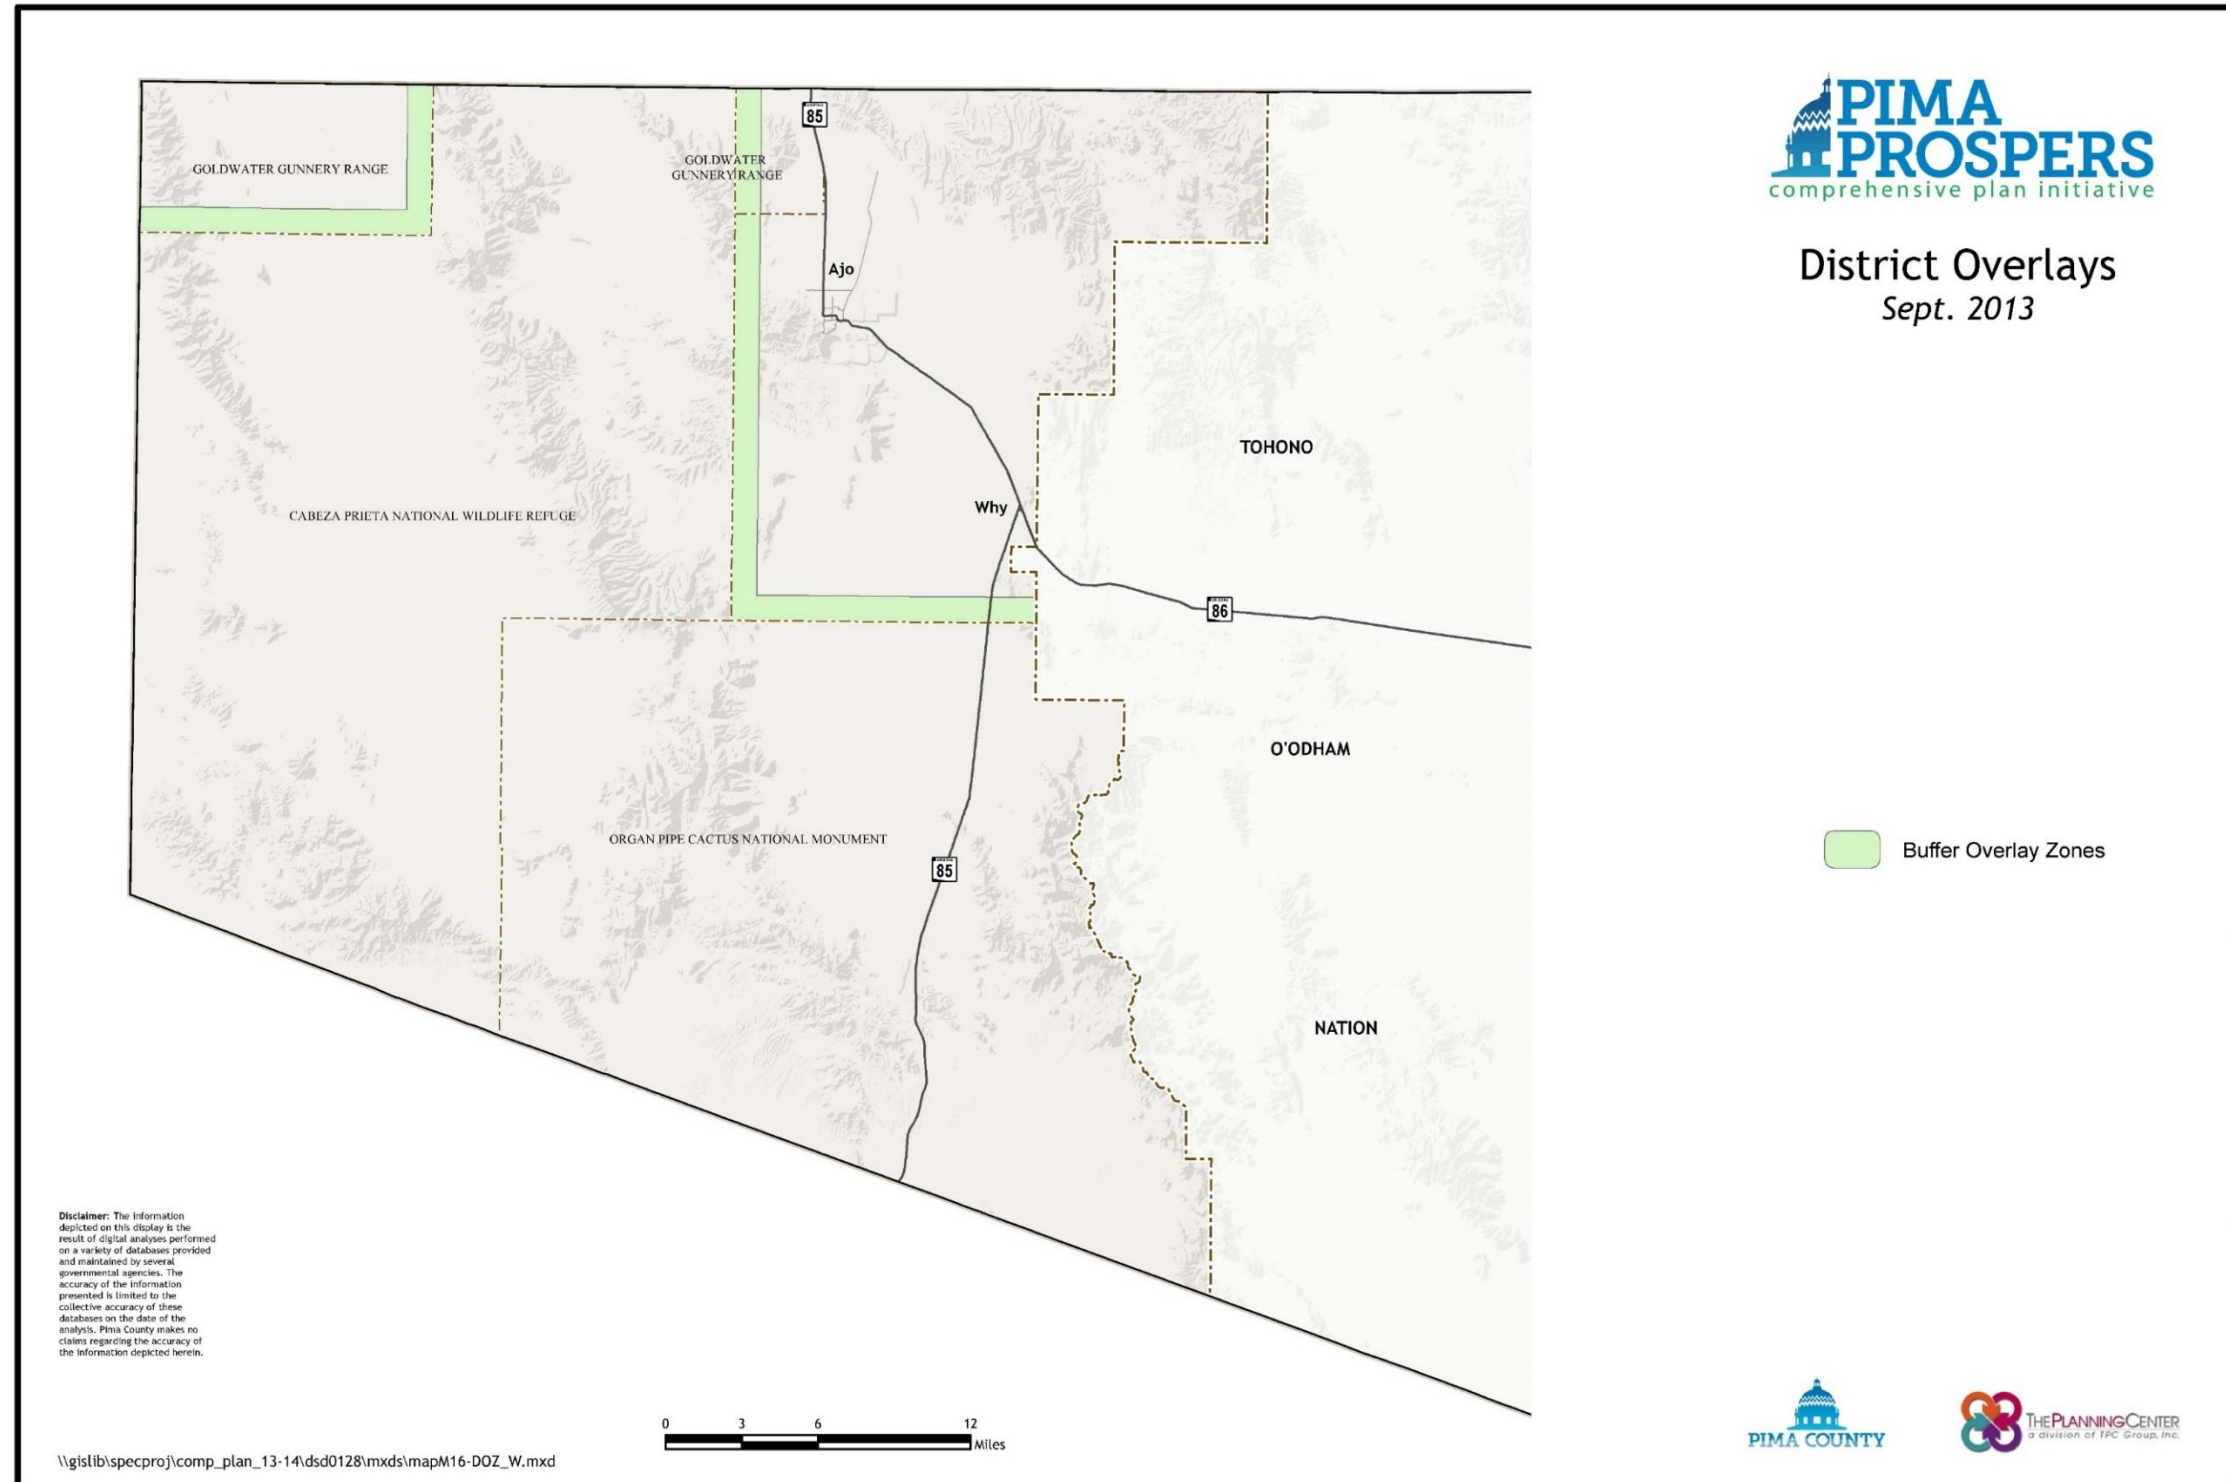 PIMA
PROSPERS
comprehensive plan initiative
District Overlays
Sept. 2013
85
GOLDWATER GUNNERY RANGE
GOLDWATER
GUNNERY RANGE
Ajo
TOHONO
Why
CABEZA PRIETA NATIONAL WILDLIFE REFUGE
86
O'ODHAM
ORGAN PIPE CACTUS NATIONAL MONUMENT
85
NATION
Buffer Overlay Zones
Disclaimer: The information
depicted on this display is the
result of digital analyses performed
on a variety of databases provided
and maintained by several
governmental agencies. The
accuracy of the information
presented is limited to the
collective accuracy of these
databases on the date of the
analysis. Pima County makes no
claims regarding the accuracy of
the information depicted herein.
0 3 6 12
Miles
\\gislib\specproj\comp_plan_13-14\dsd0128\mxds\mapM16-DOZ_W.mxd
PIMA COUNTY
THEPLANNINGCENTER
a division of TPC Group, Inc.